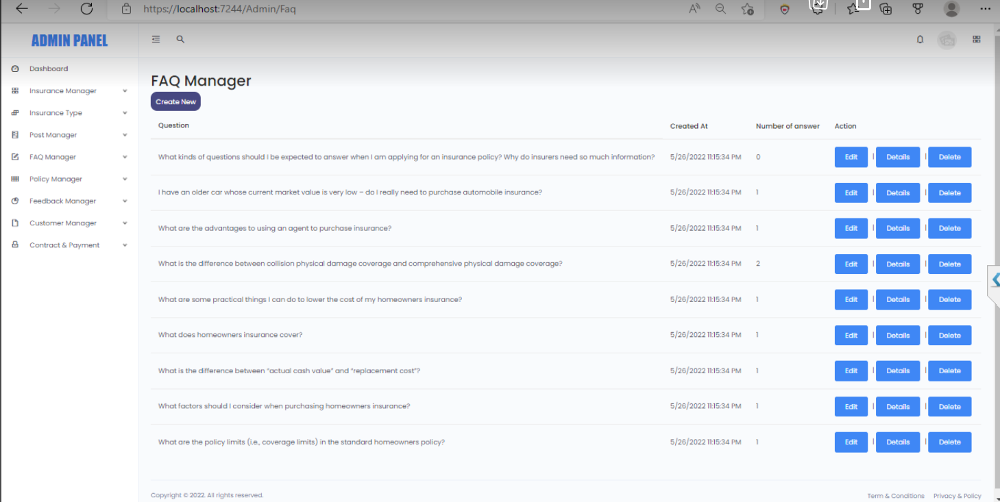 https://localhost:7244/Admin/Faq
ADMIN PANEL
Dashboard
Insurance Manager
Insurance Type
Post Manager
FAQ Manager
Policy Manager
Feedback Manager
Customer Manager
Contract & Payment
FAQ Manager
Create New
Question Created At Number of answer Action
What kinds of questions should I be expected to answer when I am applying for an insurance policy? Why do insurers need so much information? 5/26/2022 11:15:34 PM 0 Edit | Details | Delete
I have an older car whose current market value is very low – do I really need to purchase automobile insurance? 5/26/2022 11:15:34 PM 1 Edit | Details | Delete
What are the advantages to using an agent to purchase insurance? 5/26/2022 11:15:34 PM 1 Edit | Details | Delete
What is the difference between collision physical damage coverage and comprehensive physical damage coverage? 5/26/2022 11:15:34 PM 2 Edit | Details | Delete
What are some practical things I can do to lower the cost of my homeowners insurance? 5/26/2022 11:15:34 PM 1 Edit | Details | Delete
What does homeowners insurance cover? 5/26/2022 11:15:34 PM 1 Edit | Details | Delete
What is the difference between “actual cash value” and “replacement cost”? 5/26/2022 11:15:34 PM 1 Edit | Details | Delete
What factors should I consider when purchasing homeowners insurance? 5/26/2022 11:15:34 PM 1 Edit | Details | Delete
What are the policy limits (i.e., coverage limits) in the standard homeowners policy? 5/26/2022 11:15:34 PM 1 Edit | Details | Delete
Copyright © 2022. All rights reserved. Term & Conditions Privacy & Policy